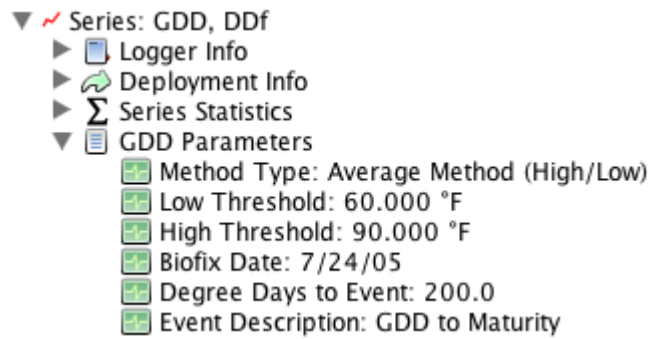 Series: GDD, DDf
Logger Info
Deployment Info
Series Statistics
GDD Parameters
Method Type: Average Method (High/Low)
Low Threshold: 60.000 °F
High Threshold: 90.000 °F
Biofix Date: 7/24/05
Degree Days to Event: 200.0
Event Description: GDD to Maturity